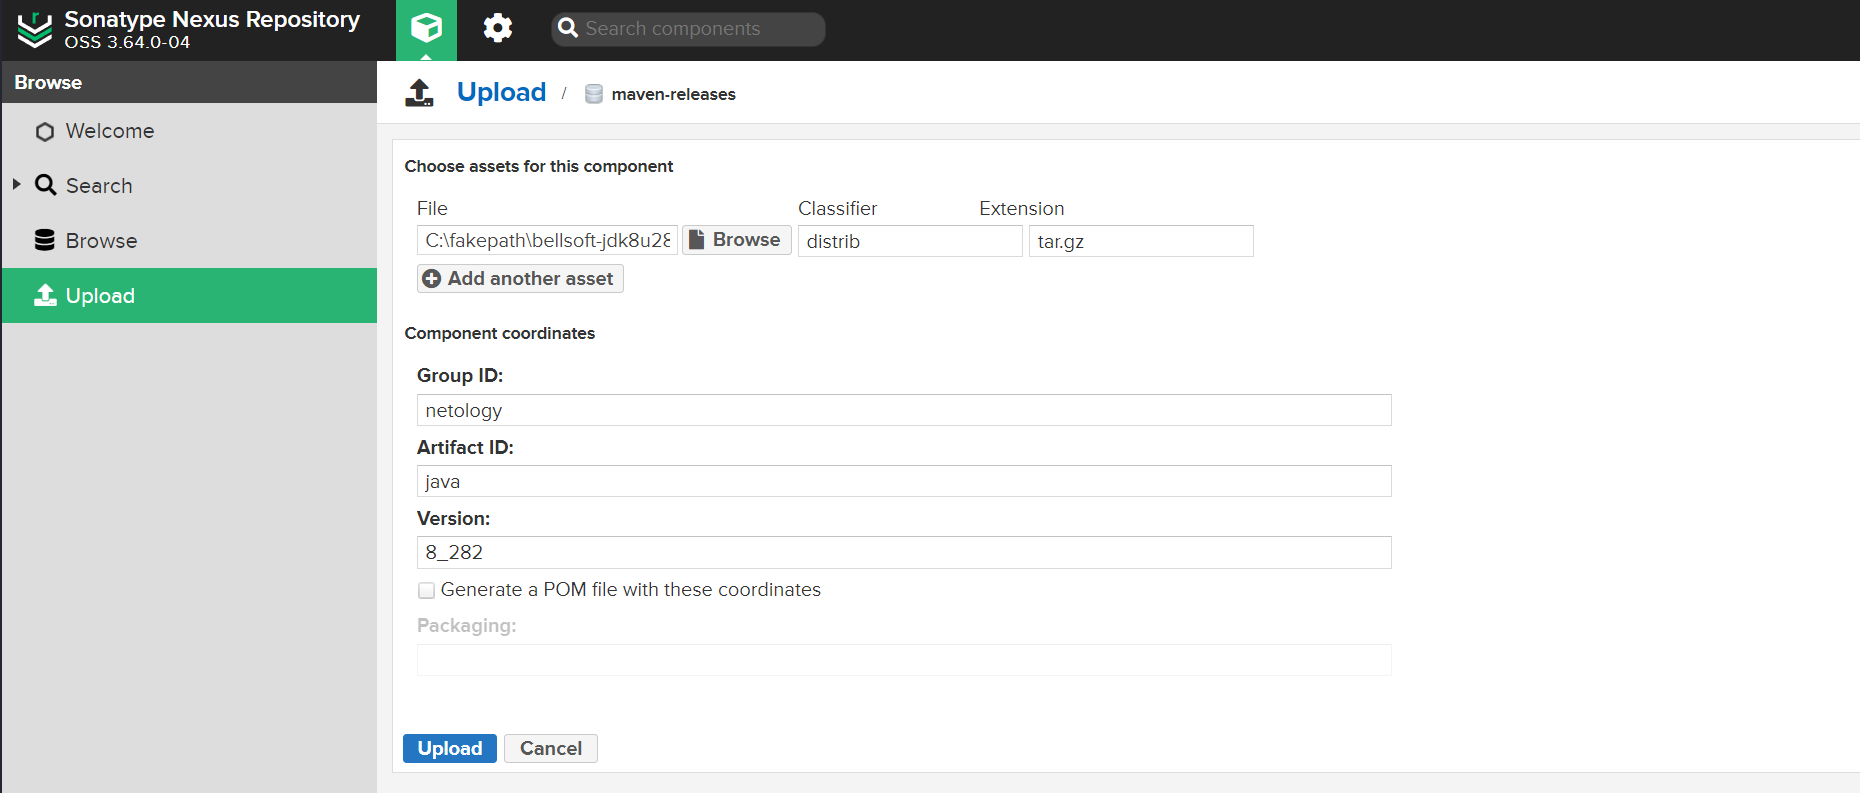 Sonatype Nexus Repository
OSS 3.64.0-04
Search components
Browse
Welcome
Search
Browse
Upload
Upload / maven-releases
Choose assets for this component
File Classifier Extension
C:\fakepath\bellsoft-jdk8u28 Browse distrib tar.gz
Add another asset
Component coordinates
Group ID:
netology
Artifact ID:
java
Version:
8_282
Generate a POM file with these coordinates
Packaging:
Upload Cancel